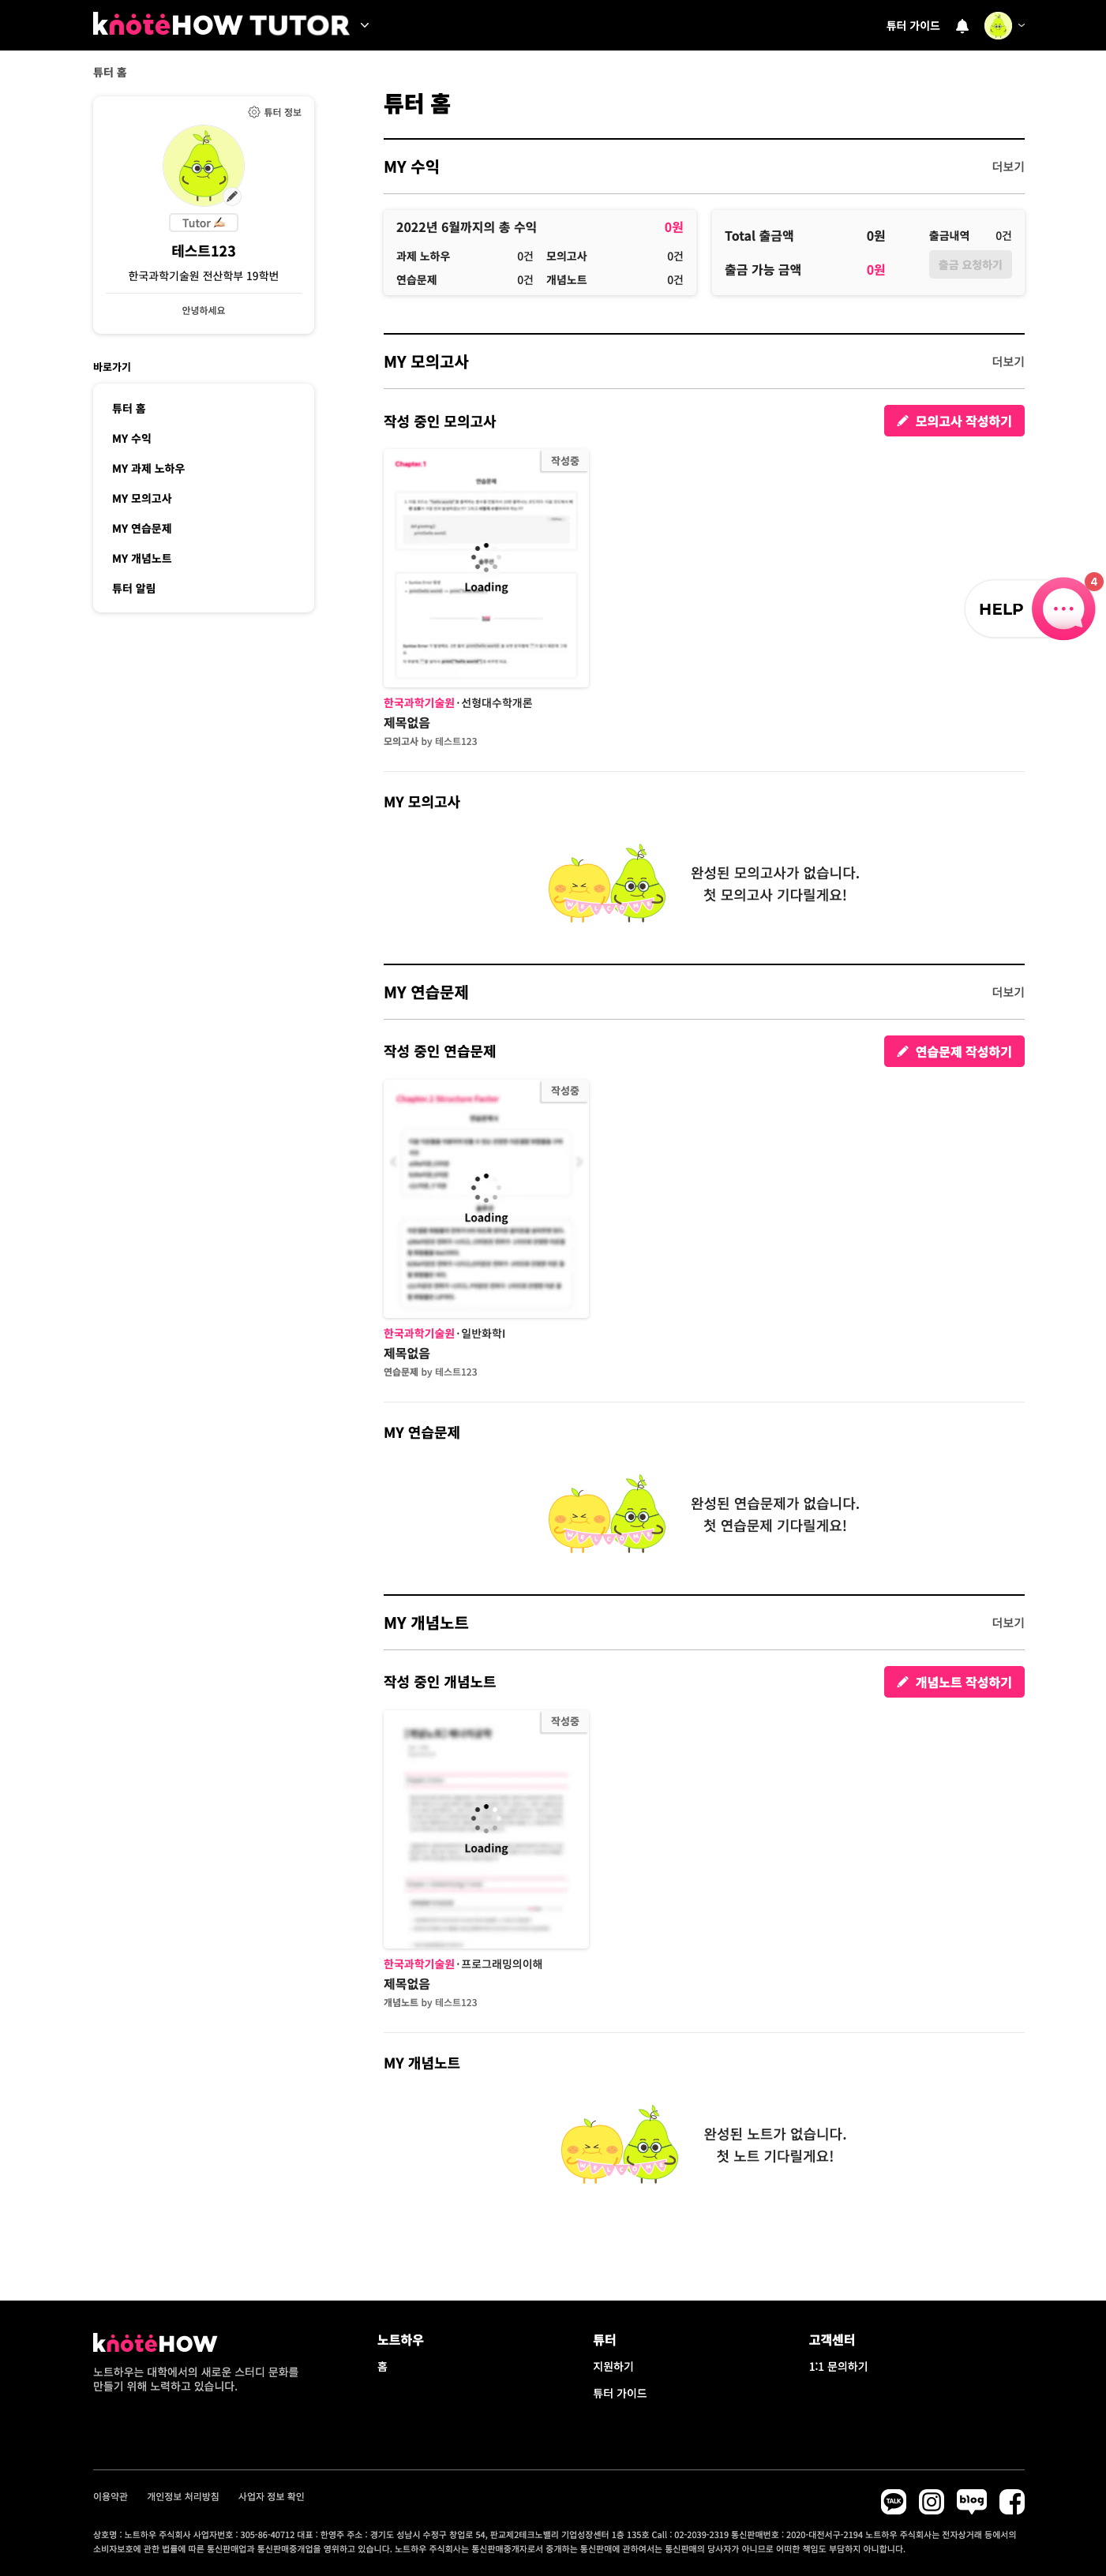 knoteHOW TUTOR
튜터 가이드
튜터 홈
튜터 정보
Tutor
테스트123
한국과학기술원 전산학부 19학번
안녕하세요
바로가기
튜터 홈
MY 수익
MY 과제 노하우
MY 모의고사
MY 연습문제
MY 개념노트
튜터 알림
튜터 홈
MY 수익 더보기
2022년 6월까지의 총 수익 0원
과제 노하우 0건 모의고사 0건
연습문제 0건 개념노트 0건
Total 출금액 0원 출금내역 0건
출금 가능 금액 0원 출금 요청하기
MY 모의고사 더보기
작성 중인 모의고사 모의고사 작성하기
작성중
Chapter.1
연습문제
Loading
한국과학기술원·선형대수학개론
제목없음
모의고사 by 테스트123
HELP
4
MY 모의고사
완성된 모의고사가 없습니다.
첫 모의고사 기다릴게요!
MY 연습문제 더보기
작성 중인 연습문제 연습문제 작성하기
작성중
Chapter.2 Structure Factor
Loading
한국과학기술원·일반화학I
제목없음
연습문제 by 테스트123
MY 연습문제
완성된 연습문제가 없습니다.
첫 연습문제 기다릴게요!
MY 개념노트 더보기
작성 중인 개념노트 개념노트 작성하기
작성중
Loading
한국과학기술원·프로그래밍의이해
제목없음
개념노트 by 테스트123
MY 개념노트
완성된 노트가 없습니다.
첫 노트 기다릴게요!
knoteHOW
노트하우는 대학에서의 새로운 스터디 문화를
만들기 위해 노력하고 있습니다.
노트하우
홈
튜터
지원하기
튜터 가이드
고객센터
1:1 문의하기
이용약관 개인정보 처리방침 사업자 정보 확인
TALK
blog
상호명 : 노트하우 주식회사 사업자번호 : 305-86-40712 대표 : 한영주 주소 : 경기도 성남시 수정구 창업로 54, 판교제2테크노밸리 기업성장센터 1층 135호 Call : 02-2039-2319 통신판매번호 : 2020-대전서구-2194 노트하우 주식회사는 전자상거래 등에서의
소비자보호에 관한 법률에 따른 통신판매업과 통신판매중개업을 영위하고 있습니다. 노트하우 주식회사는 통신판매중개자로서 중개하는 통신판매에 관하여서는 통신판매의 당사자가 아니므로 어떠한 책임도 부담하지 아니합니다.